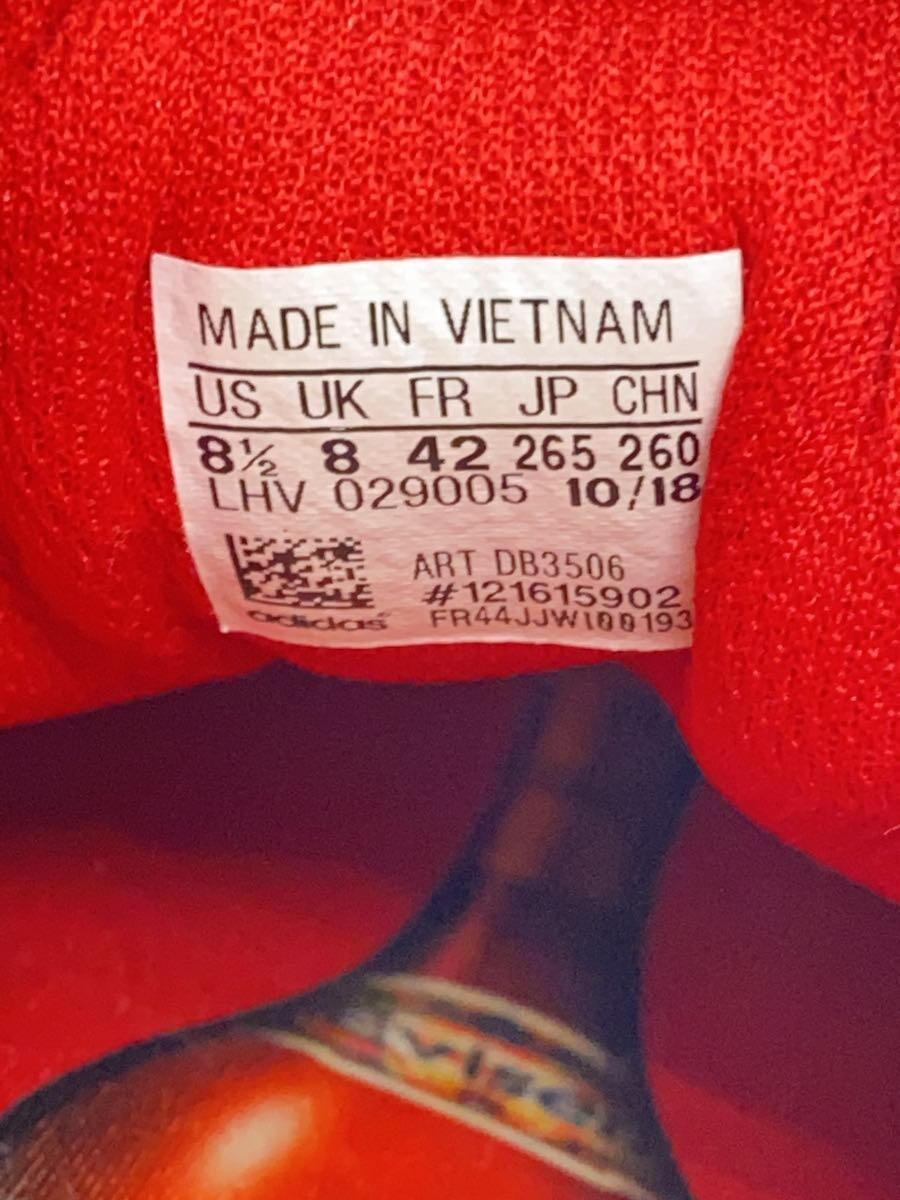 MADE IN VIETNAM
US UK FR JP CHN
8½ 8 42 265 260
LHV 029005 10/18
ART DB3506
#121615902
adidas FR44JJW100193